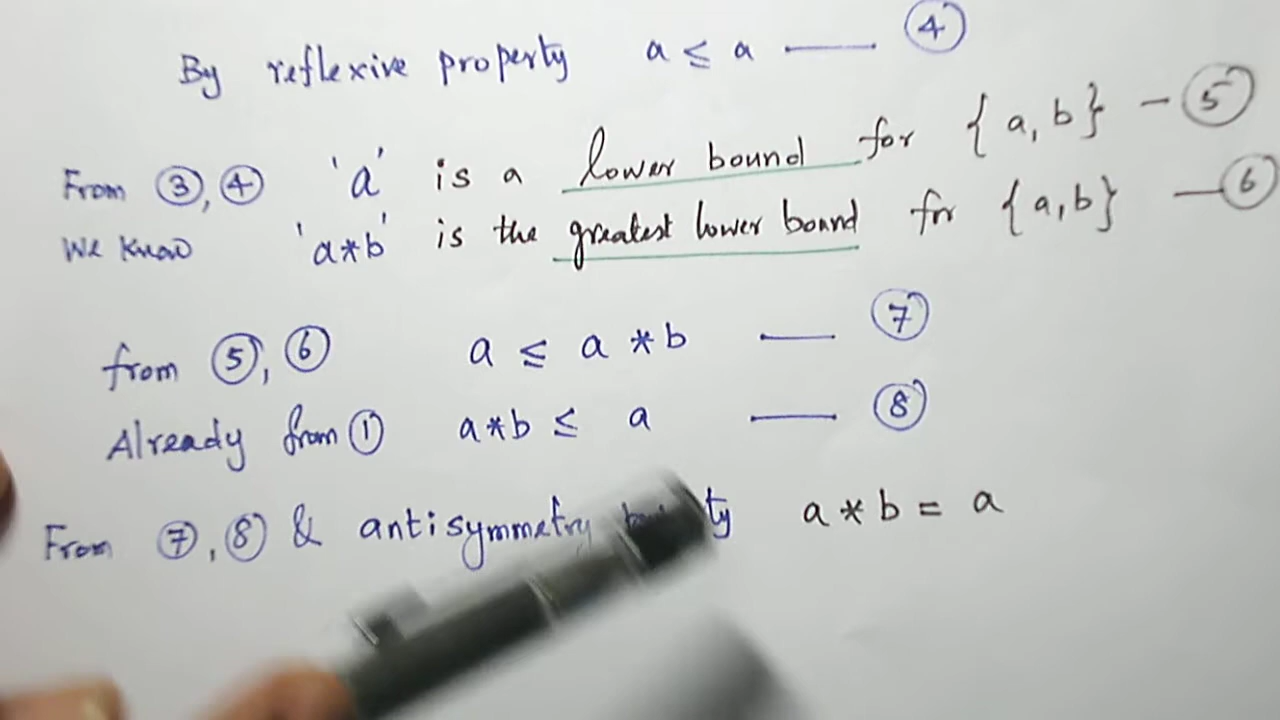 By reflexive property a ≤ a —— ④
From ③, ④ 'a' is a lower bound for {a, b} – ⑤
We know 'a*b' is the greatest lower bound for {a,b} — ⑥
from ⑤, ⑥ a ≤ a * b —— ⑦
Already from ① a*b ≤ a —— ⑧
From ⑦, ⑧ & antisymmetry a * b = a